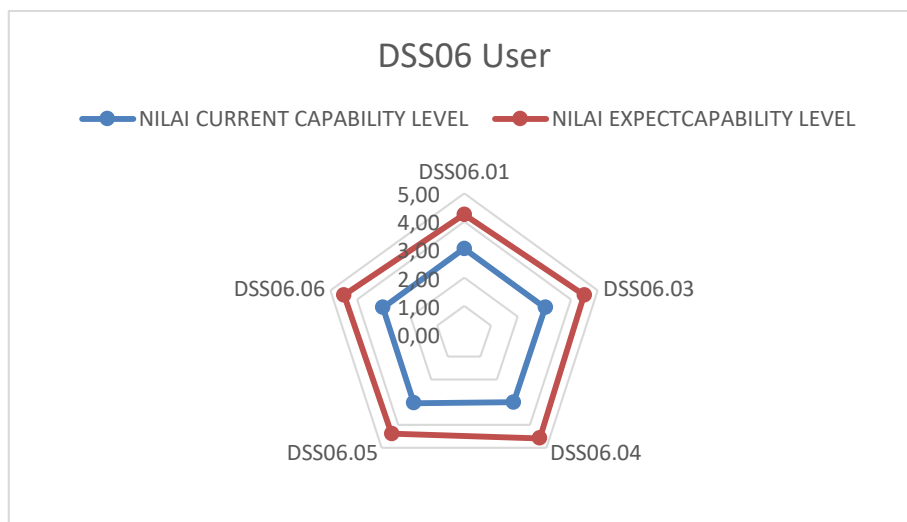 DSS06 User
NILAI CURRENT CAPABILITY LEVEL NILAI EXPECTCAPABILITY LEVEL
DSS06.01
5,00
4,00
3,00
2,00
1,00
0,00
DSS06.03
DSS06.04
DSS06.05
DSS06.06